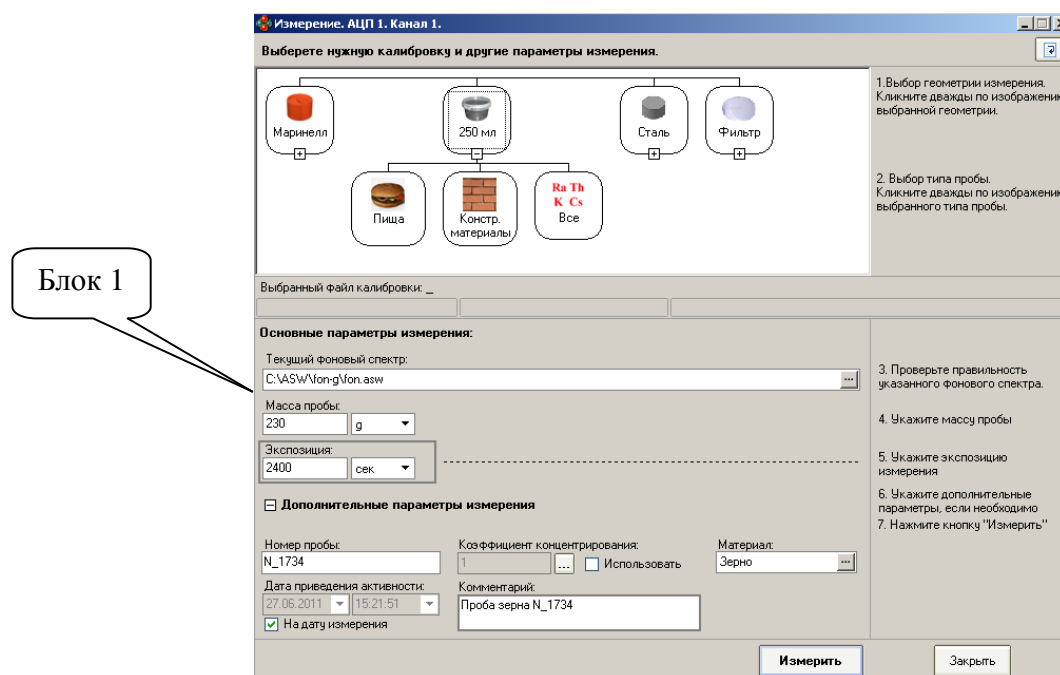 Измерение. АЦП 1. Канал 1.
Выберете нужную калибровку и другие параметры измерения.
Маринелл
250 мл
Сталь
Фильтр
Пища
Констр.
материалы
Ra Th
K Cs
Все
1.Выбор геометрии измерения.
Кликните дважды по изображению
выбранной геометрии.
2. Выбор типа пробы.
Кликните дважды по изображению
выбранного типа пробы.
Блок 1
Выбранный файл калибровки: _
Основные параметры измерения:
Текущий фоновый спектр:
C:\ASW\fon-g\fon.asw
...
3. Проверьте правильность
указанного фонового спектра.
Масса пробы:
230 g
4. Укажите массу пробы
Экспозиция:
2400 сек
5. Укажите экспозицию
измерения
Дополнительные параметры измерения
6. Укажите дополнительные
параметры, если необходимо
7. Нажмите кнопку "Измерить"
Номер пробы:
N_1734
Коэффициент концентрирования:
1 ... Использовать
Материал:
Зерно ...
Дата приведения активности:
27.06.2011 15:21:51
На дату измерения
Комментарий:
Проба зерна N_1734
Измерить
Закрыть